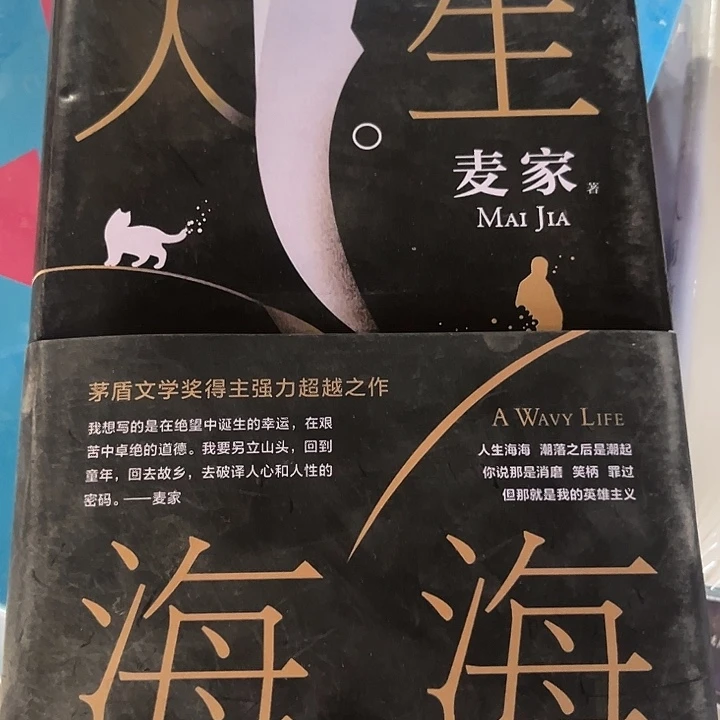 人生
麦家 著
MAI JIA
茅盾文学奖得主强力超越之作
我想写的是在绝望中诞生的幸运，在艰
苦中卓绝的道德。我要另立山头，回到
童年，回去故乡，去破译人心和人性的
密码。——麦家
A WAVY LIFE
人生海海 潮落之后是潮起
你说那是消磨 笑柄 罪过
但那就是我的英雄主义
海海